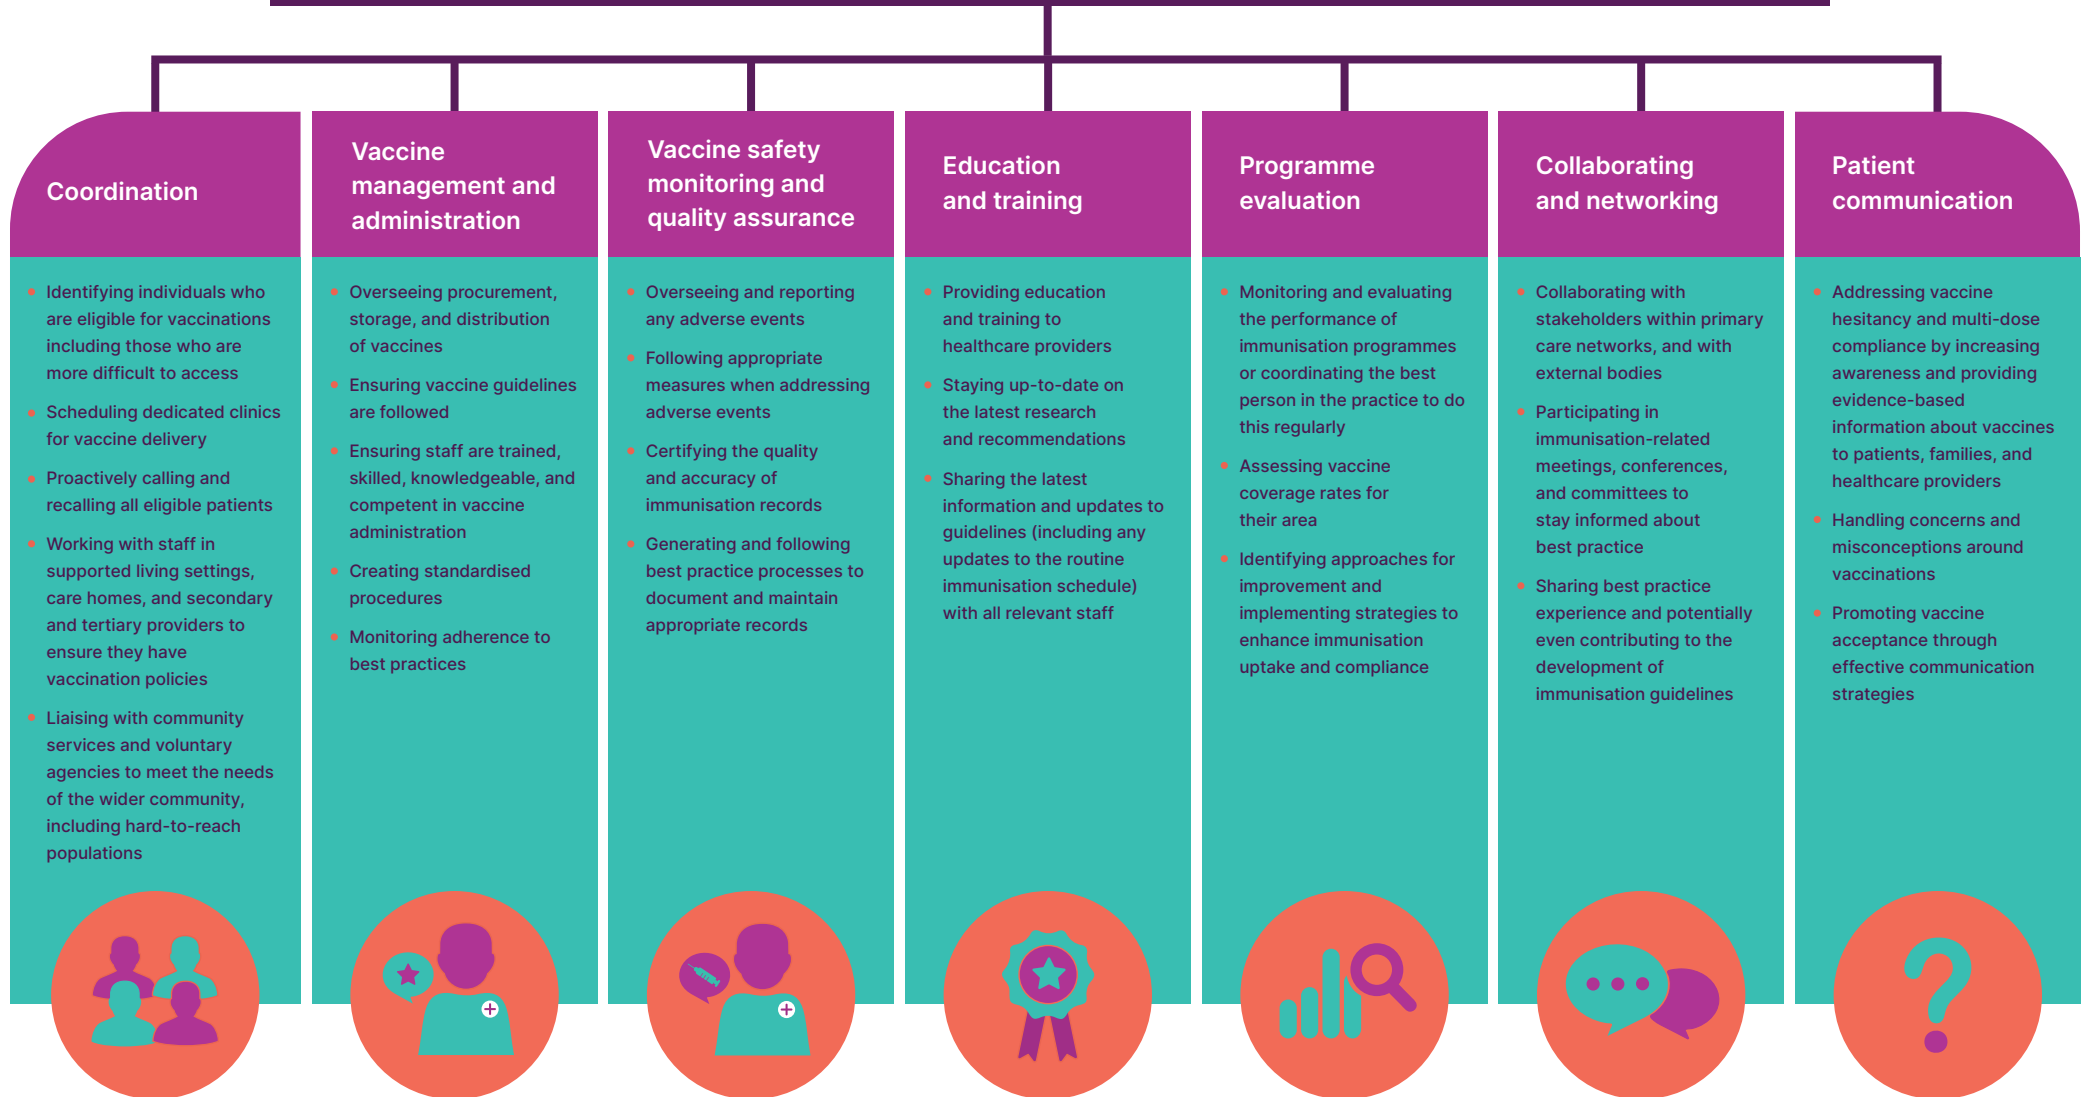 Coordination
Identifying individuals who
are eligible for vaccinations
including those who are
more difficult to access
Scheduling dedicated clinics
for vaccine delivery
Proactively calling and
recalling all eligible patients
Working with staff in
supported living settings,
care homes, and secondary
and tertiary providers to
ensure they have
vaccination policies
Liaising with community
services and voluntary
agencies to meet the needs
of the wider community,
including hard-to-reach
populations
Vaccine
management and
administration
Overseeing procurement,
storage, and distribution
of vaccines
Ensuring vaccine guidelines
are followed
Ensuring staff are trained,
skilled, knowledgeable, and
competent in vaccine
administration
Creating standardised
procedures
Monitoring adherence to
best practices
Vaccine safety
monitoring and
quality assurance
Overseeing and reporting
any adverse events
Following appropriate
measures when addressing
adverse events
Certifying the quality
and accuracy of
immunisation records
Generating and following
best practice processes to
document and maintain
appropriate records
Education
and training
Providing education
and training to
healthcare providers
Staying up-to-date on
the latest research
and recommendations
Sharing the latest
information and updates to
guidelines (including any
updates to the routine
immunisation schedule)
with all relevant staff
Programme
evaluation
Monitoring and evaluating
the performance of
immunisation programmes
or coordinating the best
person in the practice to do
this regularly
Assessing vaccine
coverage rates for
their area
Identifying approaches for
improvement and
implementing strategies to
enhance immunisation
uptake and compliance
Collaborating
and networking
Collaborating with
stakeholders within primary
care networks, and with
external bodies
Participating in
immunisation-related
meetings, conferences,
and committees to
stay informed about
best practice
Sharing best practice
experience and potentially
even contributing to the
development of
immunisation guidelines
Patient
communication
Addressing vaccine
hesitancy and multi-dose
compliance by increasing
awareness and providing
evidence-based
information about vaccines
to patients, families, and
healthcare providers
Handling concerns and
misconceptions around
vaccinations
Promoting vaccine
acceptance through
effective communication
strategies